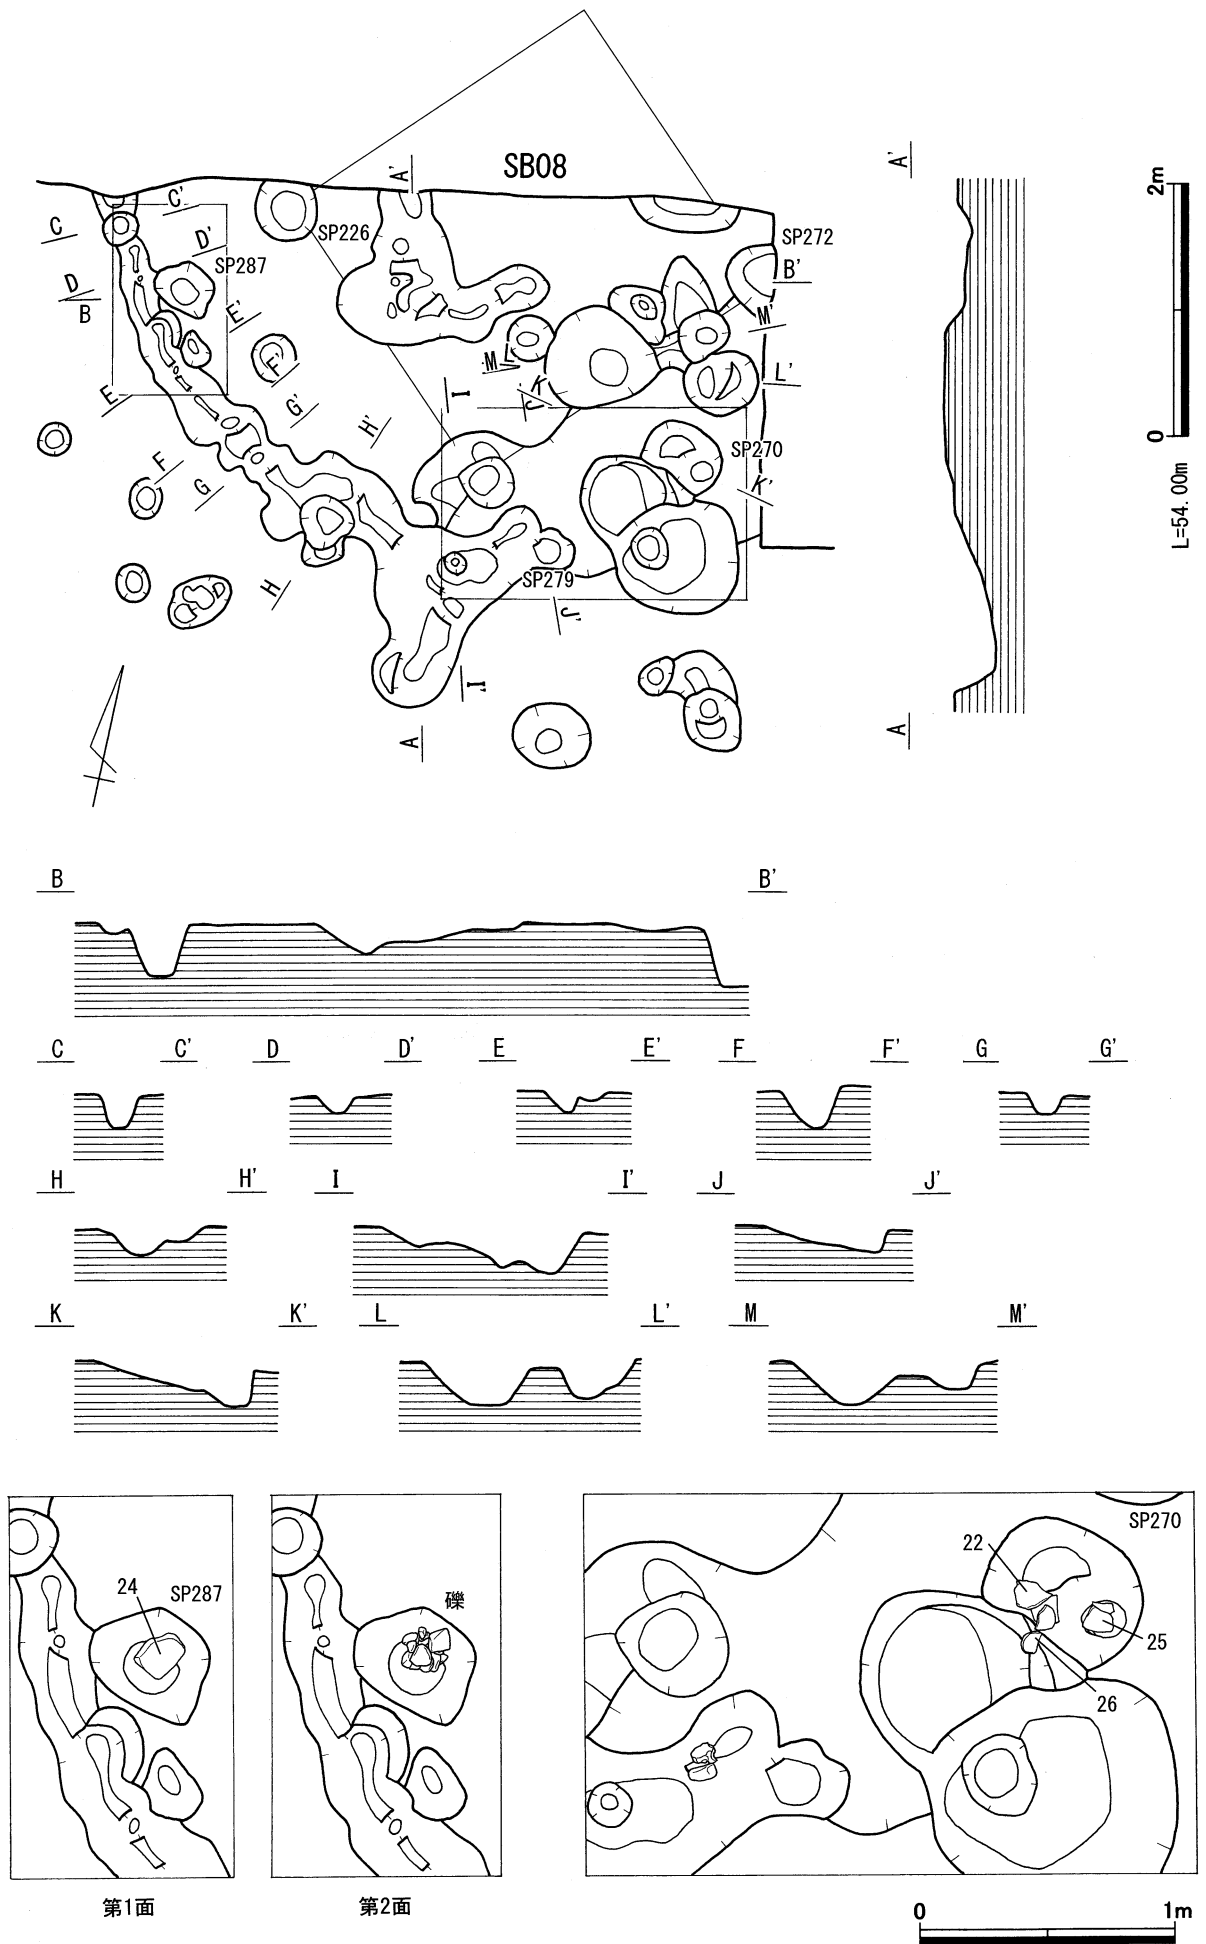 SB08
A'
A'
2m
C'
C
SP226
D'
SP272
SP287
B'
D
B
E'
M'
F'
M
L
L'
K
J
I
E
G'
H'
0
F
SP270
G
K'
L=54.00m
H
SP279
J'
I'
A
A
B B'
C C' D D' E E' F F' G G'
H H' I I' J J'
K K' L L' M M'
24
SP287
礫
22
SP270
25
26
第1面
第2面
0 1m